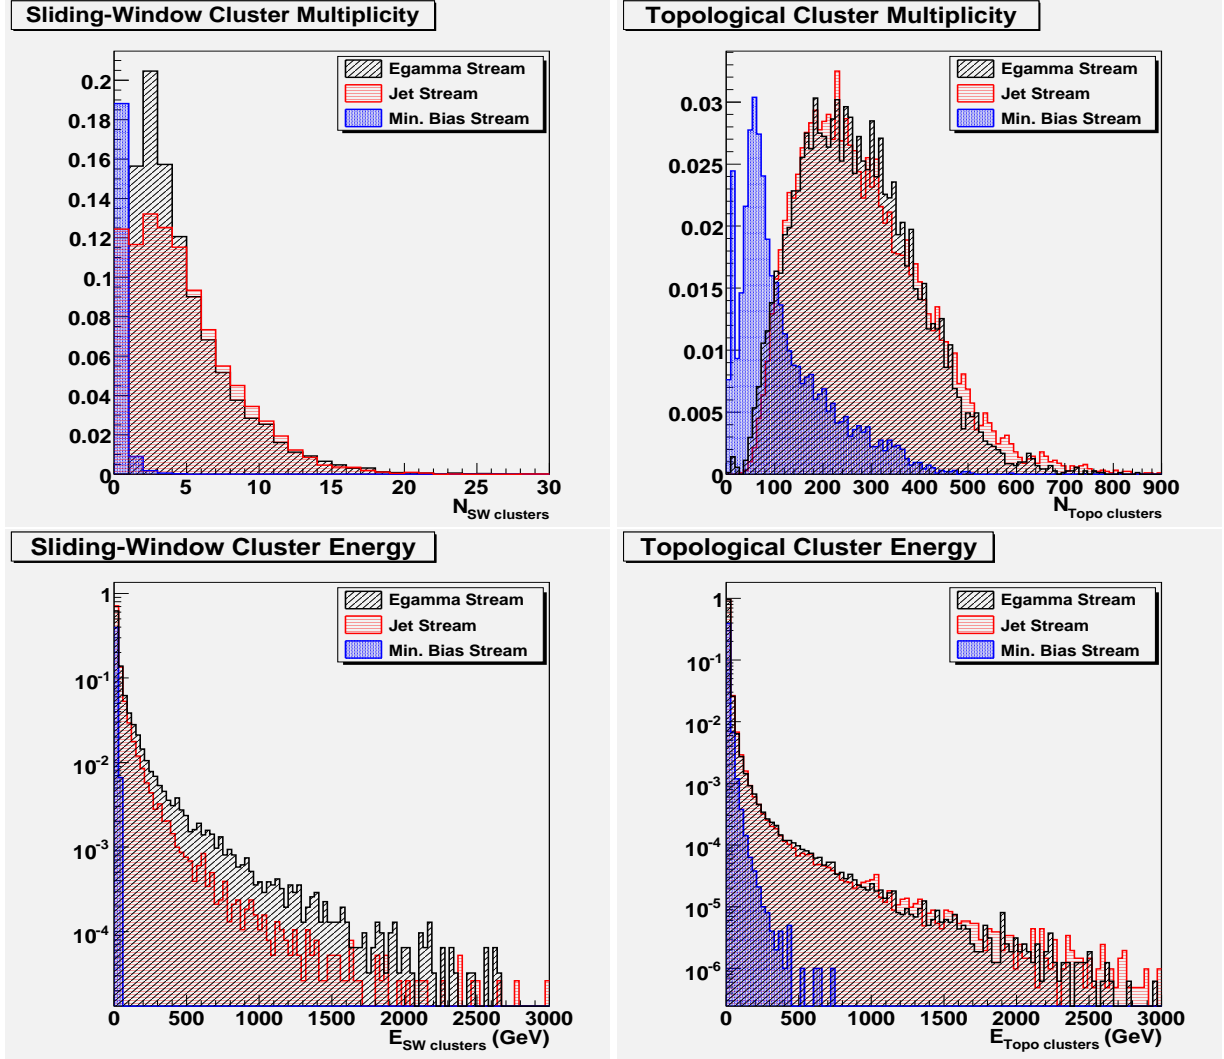 Sliding-Window Cluster Multiplicity
Egamma Stream
Jet Stream
Min. Bias Stream
0.2
0.18
0.16
0.14
0.12
0.1
0.08
0.06
0.04
0.02
0
0 5 10 15 20 25 30
N SW clusters
Topological Cluster Multiplicity
Egamma Stream
Jet Stream
Min. Bias Stream
0.03
0.025
0.02
0.015
0.01
0.005
0
0 100 200 300 400 500 600 700 800 900
N Topo clusters
Sliding-Window Cluster Energy
Egamma Stream
Jet Stream
Min. Bias Stream
1
10^-1
10^-2
10^-3
10^-4
0 500 1000 1500 2000 2500 3000
E SW clusters (GeV)
Topological Cluster Energy
Egamma Stream
Jet Stream
Min. Bias Stream
1
10^-1
10^-2
10^-3
10^-4
10^-5
10^-6
0 500 1000 1500 2000 2500 3000
E Topo clusters (GeV)